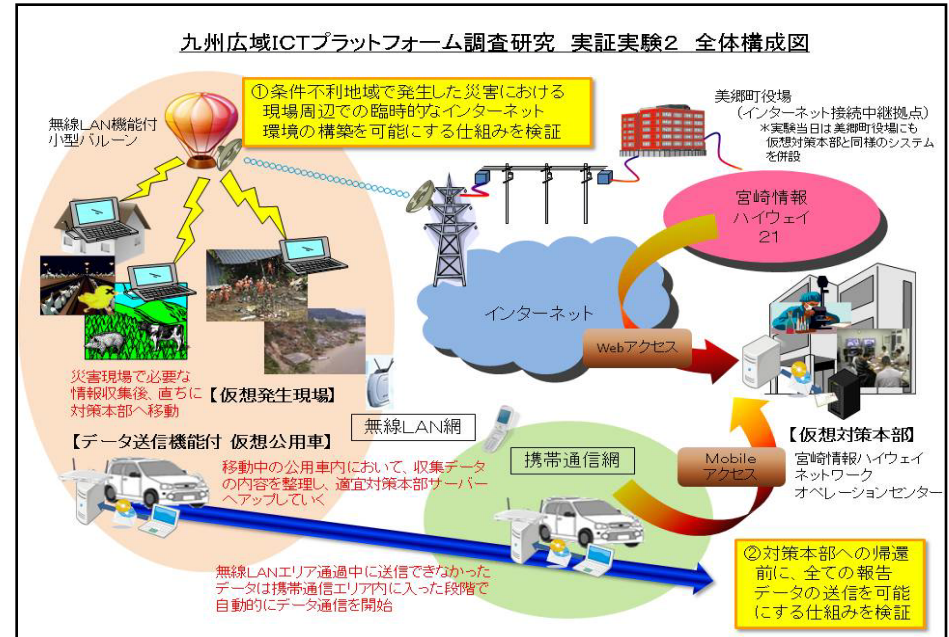 九州広域ICTプラットフォーム調査研究 実証実験2 全体構成図
①条件不利地域で発生した災害における
現場周辺での臨時的なインターネット
環境の構築を可能にする仕組みを検証
無線LAN機能付
小型バルーン
美郷町役場
(インターネット接続中継拠点)
*実験当日は美郷町役場にも
仮想対策本部と同様のシステム
を併設
宮崎情報
ハイウェイ
21
インターネット
Webアクセス
災害現場で必要な
情報収集後、直ちに
対策本部へ移動
【仮想発生現場】
無線LAN網
【データ送信機能付 仮想公用車】
移動中の公用車内において、収集データ
の内容を整理し、適宜対策本部サーバー
へアップしていく
携帯通信網
Mobile
アクセス
【仮想対策本部】
宮崎情報ハイウェイ
ネットワーク
オペレーションセンター
無線LANエリア通過中に送信できなかった
データは携帯通信エリア内に入った段階で
自動的にデータ通信を開始
②対策本部への帰還
前に、全ての報告
データの送信を可能
にする仕組みを検証